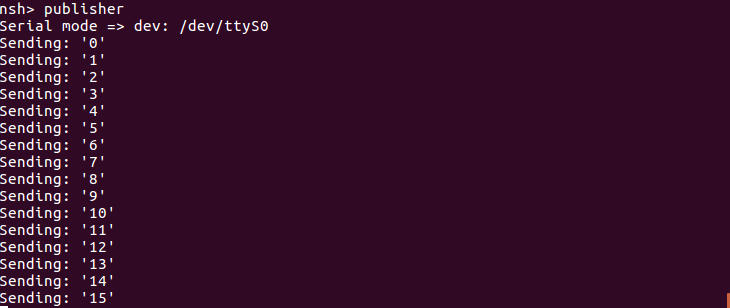 nsh> publisher
Serial mode => dev: /dev/ttyS0
Sending: '0'
Sending: '1'
Sending: '2'
Sending: '3'
Sending: '4'
Sending: '5'
Sending: '6'
Sending: '7'
Sending: '8'
Sending: '9'
Sending: '10'
Sending: '11'
Sending: '12'
Sending: '13'
Sending: '14'
Sending: '15'